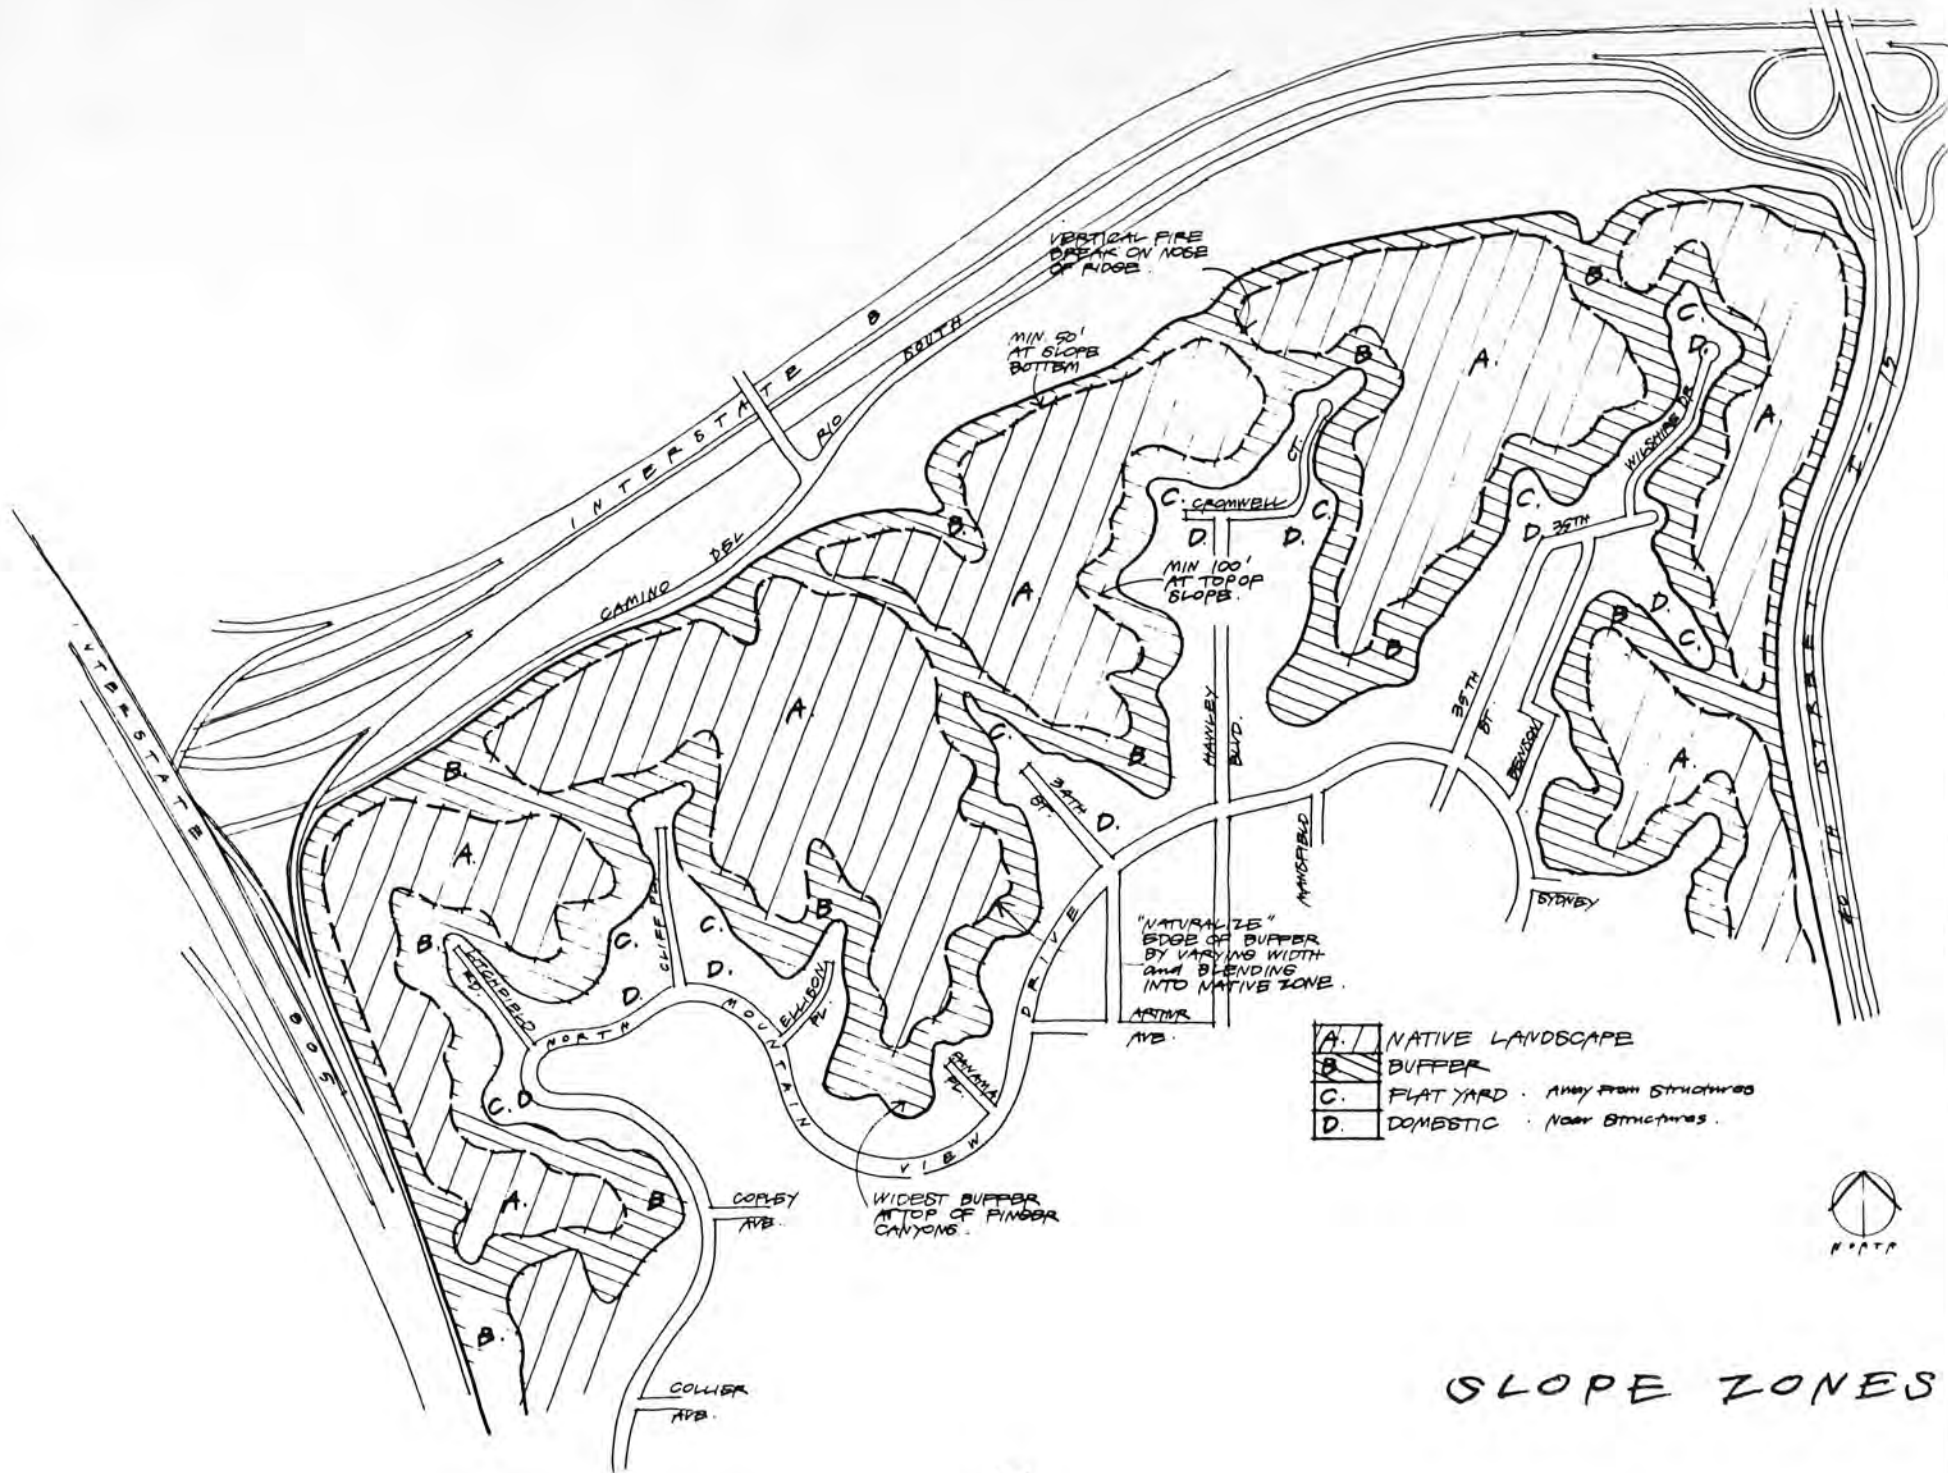 VERTICAL FIRE
BREAK ON NOSE
OF RIDGE.
MIN. 50'
AT SLOPE
BOTTOM
INTERSTATE 8
CAMINO DEL RIO SOUTH
B
C.
D.
A.
B
A.
A
WILSHIRE DR.
I-15
40TH STREET
CT.
C. CROMWELL C.
D. D.
C.
D. 35TH
B.
MIN 100'
AT TOP OF
SLOPE.
A.
B
D.
C.
B
INTERSTATE 805
A.
HAWLEY
BLVD.
35TH
ST.
BENSON
A.
C.
B
B.
34TH
ST.
D.
MANSFIELD
SYDNEY
A.
CLIFF PL.
B
B.
C.
C.
D.
D.
LITCHFIELD
RD.
ELLISON
PL.
"NATURALIZE"
EDGE OF BUFFER
BY VARYING WIDTH
and BLENDING
INTO NATIVE ZONE.
ARTHUR
AVE.
NORTH MOUNTAIN VIEW DRIVE
PANAMA
PL.
C. D.
A. NATIVE LANDSCAPE
B BUFFER
C. FLAT YARD . Away From Structures
D. DOMESTIC . Near Structures.
A.
B
COPLEY
AVE.
WIDEST BUFFER
AT TOP OF FINGER
CANYONS.
NORTH
B.
COLLIER
AVE.
SLOPE ZONES